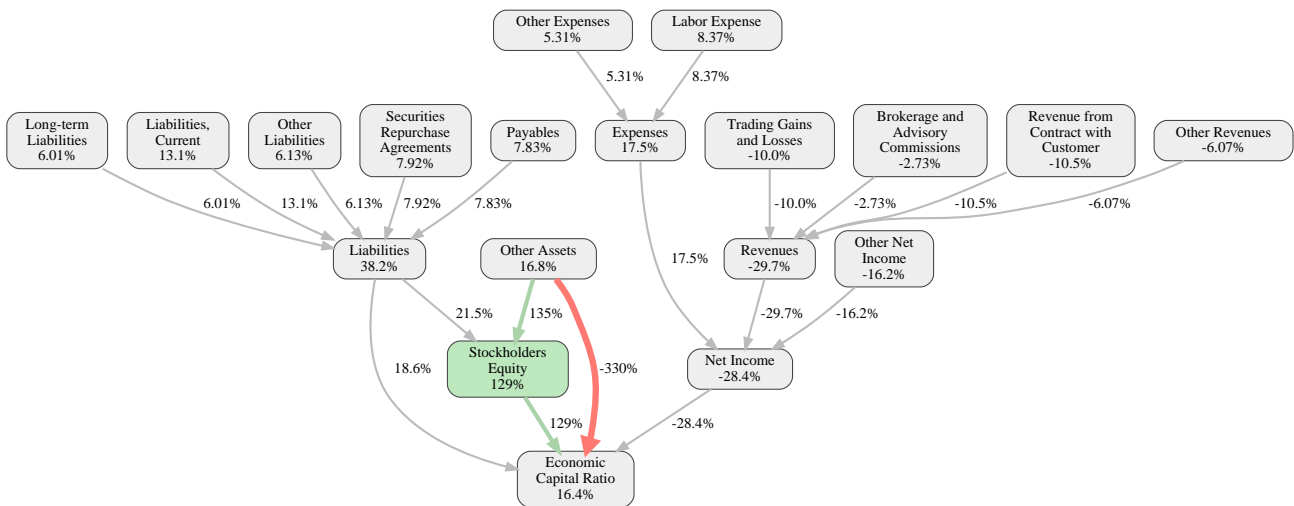 Other Expenses
5.31%
Labor Expense
8.37%
5.31%
8.37%
Long-term
Liabilities
6.01%
Liabilities,
Current
13.1%
Other
Liabilities
6.13%
Securities
Repurchase
Agreements
7.92%
Payables
7.83%
Expenses
17.5%
Trading Gains
and Losses
-10.0%
Brokerage and
Advisory
Commissions
-2.73%
Revenue from
Contract with
Customer
-10.5%
Other Revenues
-6.07%
6.01%
13.1%
6.13%
7.92%
7.83%
-10.0%
-2.73%
-10.5%
-6.07%
Liabilities
38.2%
Other Assets
16.8%
17.5%
Revenues
-29.7%
Other Net
Income
-16.2%
21.5%
135%
-29.7%
-16.2%
18.6%
Stockholders
Equity
129%
-330%
Net Income
-28.4%
129%
-28.4%
Economic
Capital Ratio
16.4%